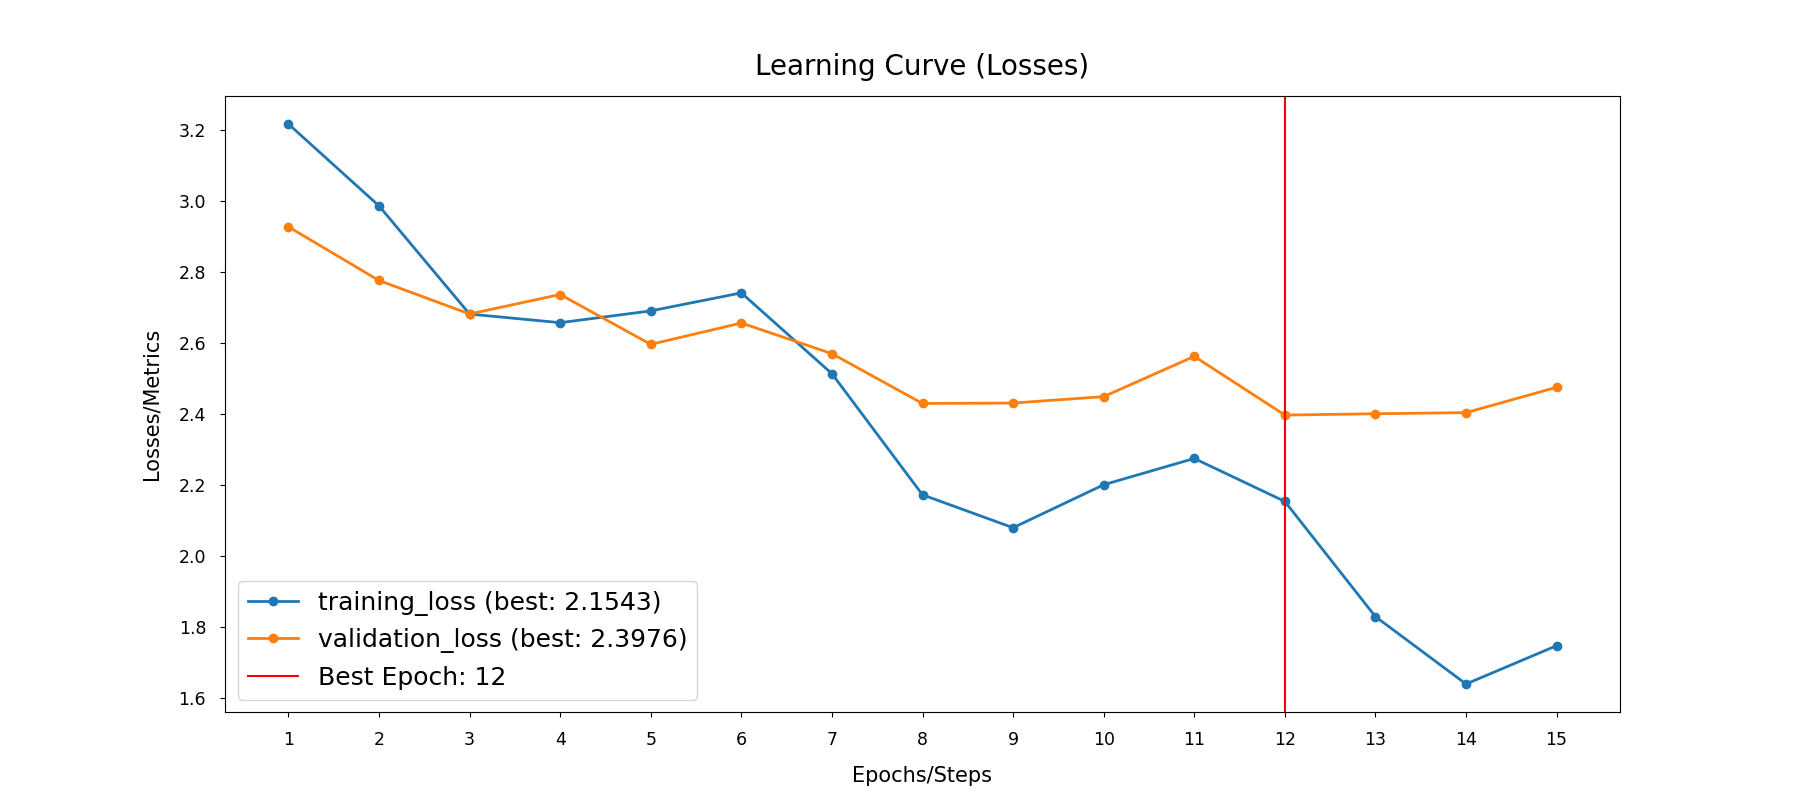 Learning Curve (Losses)
3.2
3.0
2.8
2.6
2.4
2.2
2.0
1.8
1.6
Losses/Metrics
training_loss (best: 2.1543)
validation_loss (best: 2.3976)
Best Epoch: 12
1 2 3 4 5 6 7 8 9 10 11 12 13 14 15
Epochs/Steps